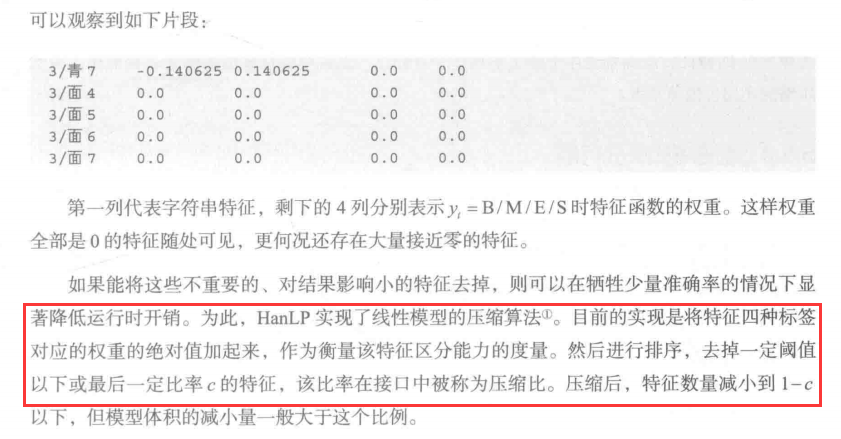 可以观察到如下片段：
3/青7 -0.140625 0.140625 0.0 0.0
3/面4 0.0 0.0 0.0 0.0
3/面5 0.0 0.0 0.0 0.0
3/面6 0.0 0.0 0.0 0.0
3/面7 0.0 0.0 0.0 0.0
第一列代表字符串特征，剩下的 4 列分别表示 yᵢ = B / M / E / S 时特征函数的权重。这样权重
全部是 0 的特征随处可见，更何况还存在大量接近零的特征。
如果能将这些不重要的、对结果影响小的特征去掉，则可以在牺牲少量准确率的情况下显
著降低运行时开销。为此，HanLP 实现了线性模型的压缩算法①。目前的实现是将特征四种标签
对应的权重的绝对值加起来，作为衡量该特征区分能力的度量。然后进行排序，去掉一定阈值
以下或最后一定比率 c 的特征，该比率在接口中被称为压缩比。压缩后，特征数量减小到 1-c
以下，但模型体积的减小量一般大于这个比例。